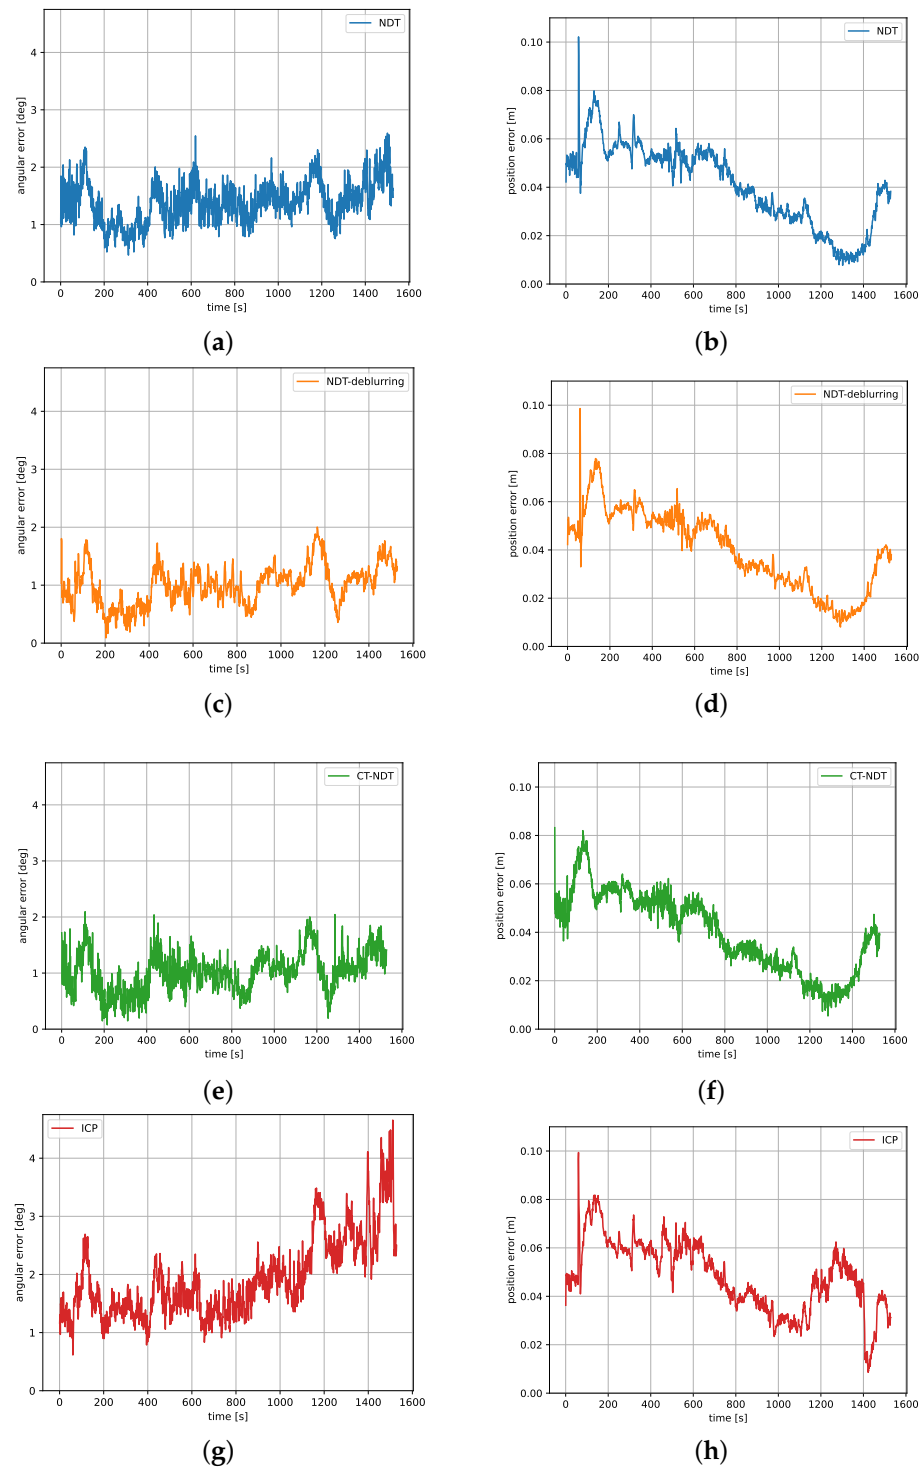 NDT
angular error [deg]
4
3
2
1
0
0 200 400 600 800 1000 1200 1400 1600
time [s]
(a)
NDT
position error [m]
0.10
0.08
0.06
0.04
0.02
0.00
0 200 400 600 800 1000 1200 1400 1600
time [s]
(b)
NDT-deblurring
angular error [deg]
4
3
2
1
0
0 200 400 600 800 1000 1200 1400 1600
time [s]
(c)
NDT-deblurring
position error [m]
0.10
0.08
0.06
0.04
0.02
0.00
0 200 400 600 800 1000 1200 1400 1600
time [s]
(d)
CT-NDT
angular error [deg]
4
3
2
1
0
0 200 400 600 800 1000 1200 1400 1600
time [s]
(e)
CT-NDT
position error [m]
0.10
0.08
0.06
0.04
0.02
0.00
0 200 400 600 800 1000 1200 1400 1600
time [s]
(f)
ICP
angular error [deg]
4
3
2
1
0
0 200 400 600 800 1000 1200 1400 1600
time [s]
(g)
ICP
position error [m]
0.10
0.08
0.06
0.04
0.02
0.00
0 200 400 600 800 1000 1200 1400 1600
time [s]
(h)